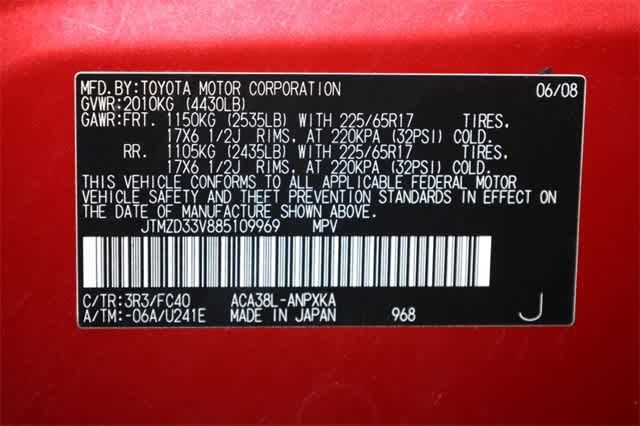 MFD.BY:TOYOTA MOTOR CORPORATION 06/08
GVWR:2010KG (4430LB)
GAWR:FRT. 1150KG (2535LB) WITH 225/65R17 TIRES,
17X6 1/2J RIMS, AT 220KPA (32PSI) COLD.
RR. 1105KG (2435LB) WITH 225/65R17 TIRES,
17X6 1/2J RIMS, AT 220KPA (32PSI) COLD.
THIS VEHICLE CONFORMS TO ALL APPLICABLE FEDERAL MOTOR
VEHICLE SAFETY AND THEFT PREVENTION STANDARDS IN EFFECT ON
THE DATE OF MANUFACTURE SHOWN ABOVE.
JTMZD33V885109969 MPV
C/TR:3R3/FC40 ACA38L-ANPXKA
A/TM:-06A/U241E MADE IN JAPAN 968 J